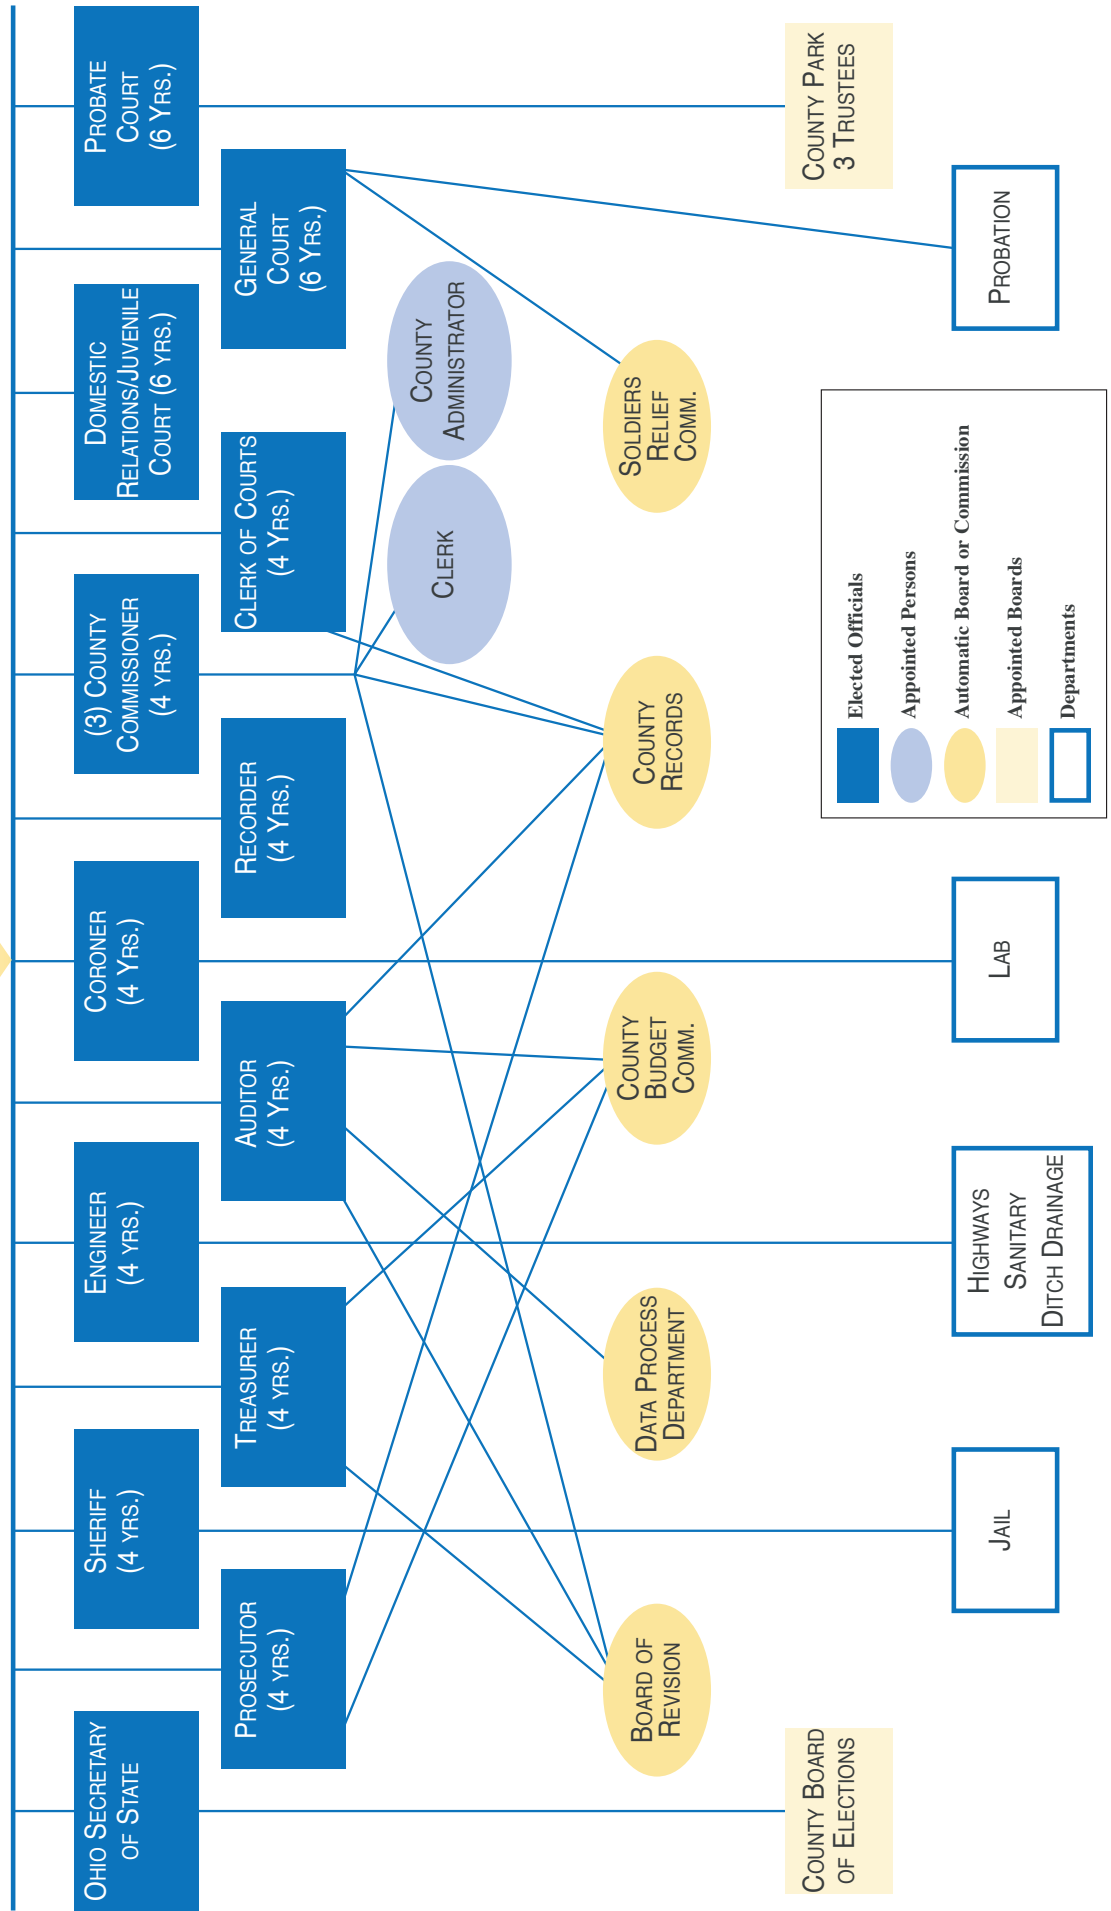 Ohio Secretary
of State
Sheriff
(4 yrs.)
Engineer
(4 yrs.)
Coroner
(4 Yrs.)
(3) County
Commissioner
(4 yrs.)
Domestic
Relations/Juvenile
Court (6 yrs.)
Probate
Court
(6 Yrs.)
Prosecutor
(4 yrs.)
Treasurer
(4 yrs.)
Auditor
(4 Yrs.)
Recorder
(4 Yrs.)
Clerk of Courts
(4 Yrs.)
General
Court
(6 Yrs.)
Clerk
County
Administrator
Board of
Revision
Data Process
Department
County
Budget
Comm.
County
Records
Soldiers
Relief
Comm.
County Board
of Elections
County Park
3 Trustees
Jail
Highways
Sanitary
Ditch Drainage
Lab
Probation
Elected Officials
Appointed Persons
Automatic Board or Commission
Appointed Boards
Departments